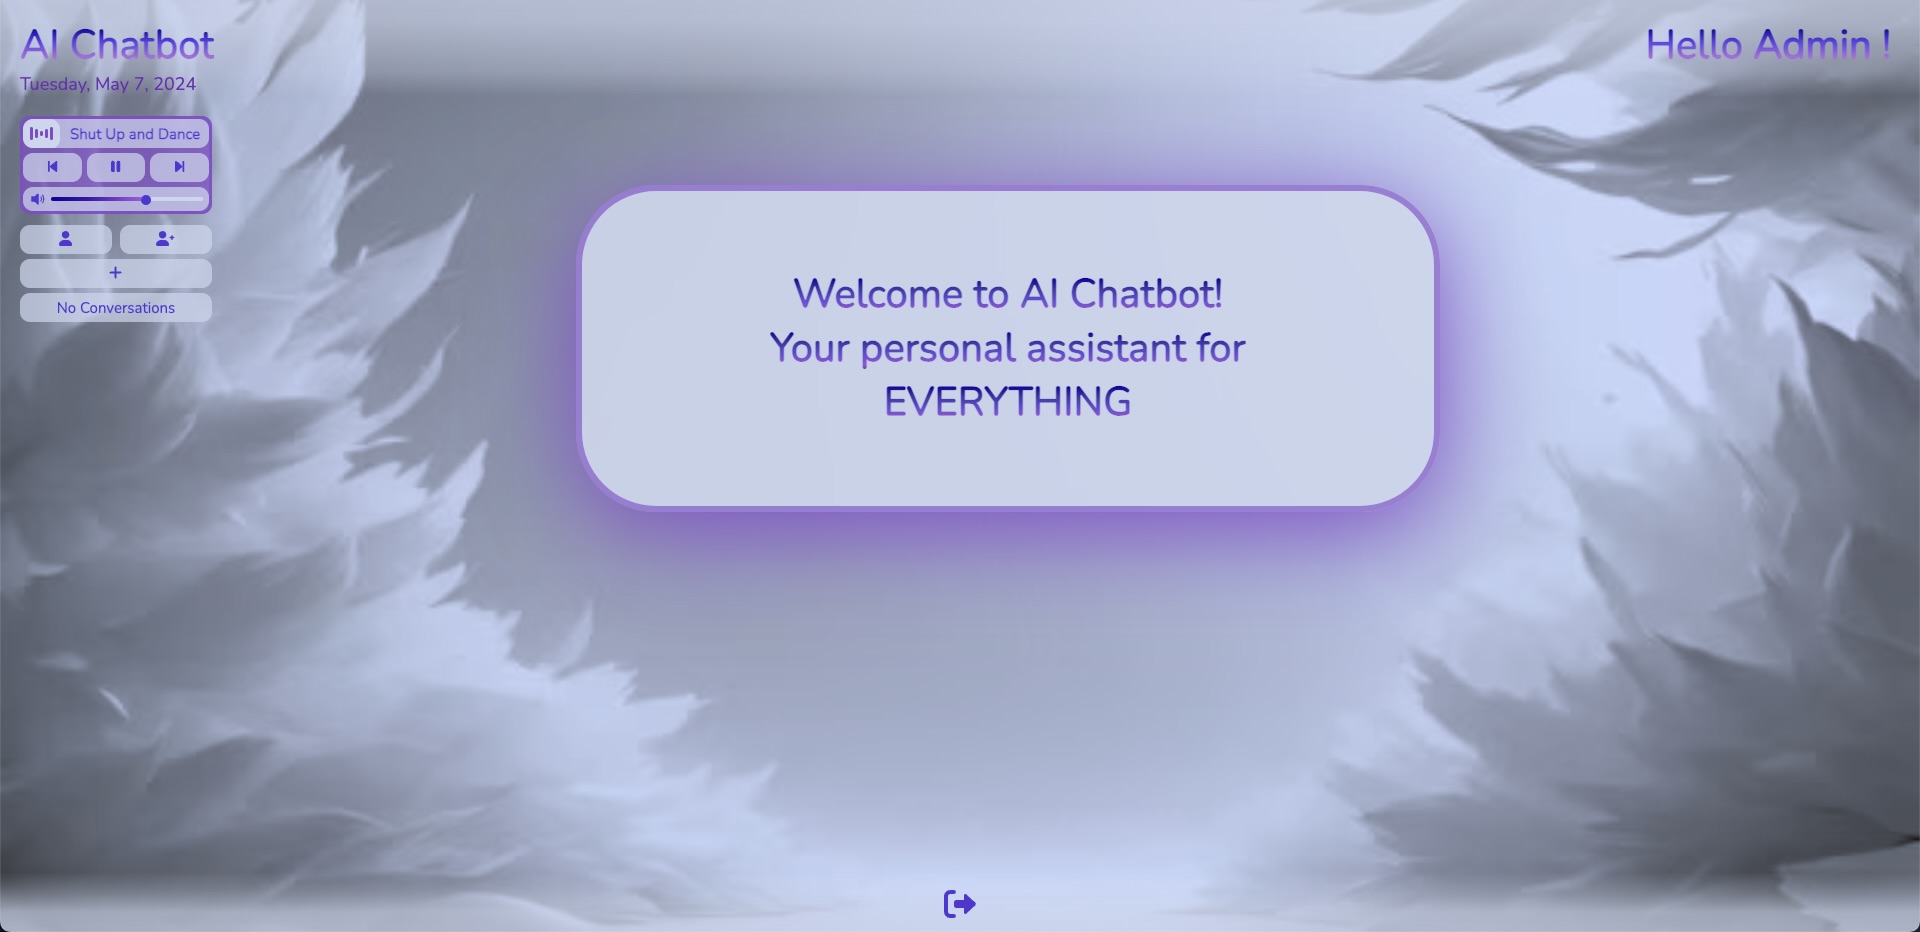 AI Chatbot
Hello Admin !
Tuesday, May 7, 2024
Shut Up and Dance
No Conversations
Welcome to AI Chatbot!
Your personal assistant for
EVERYTHING